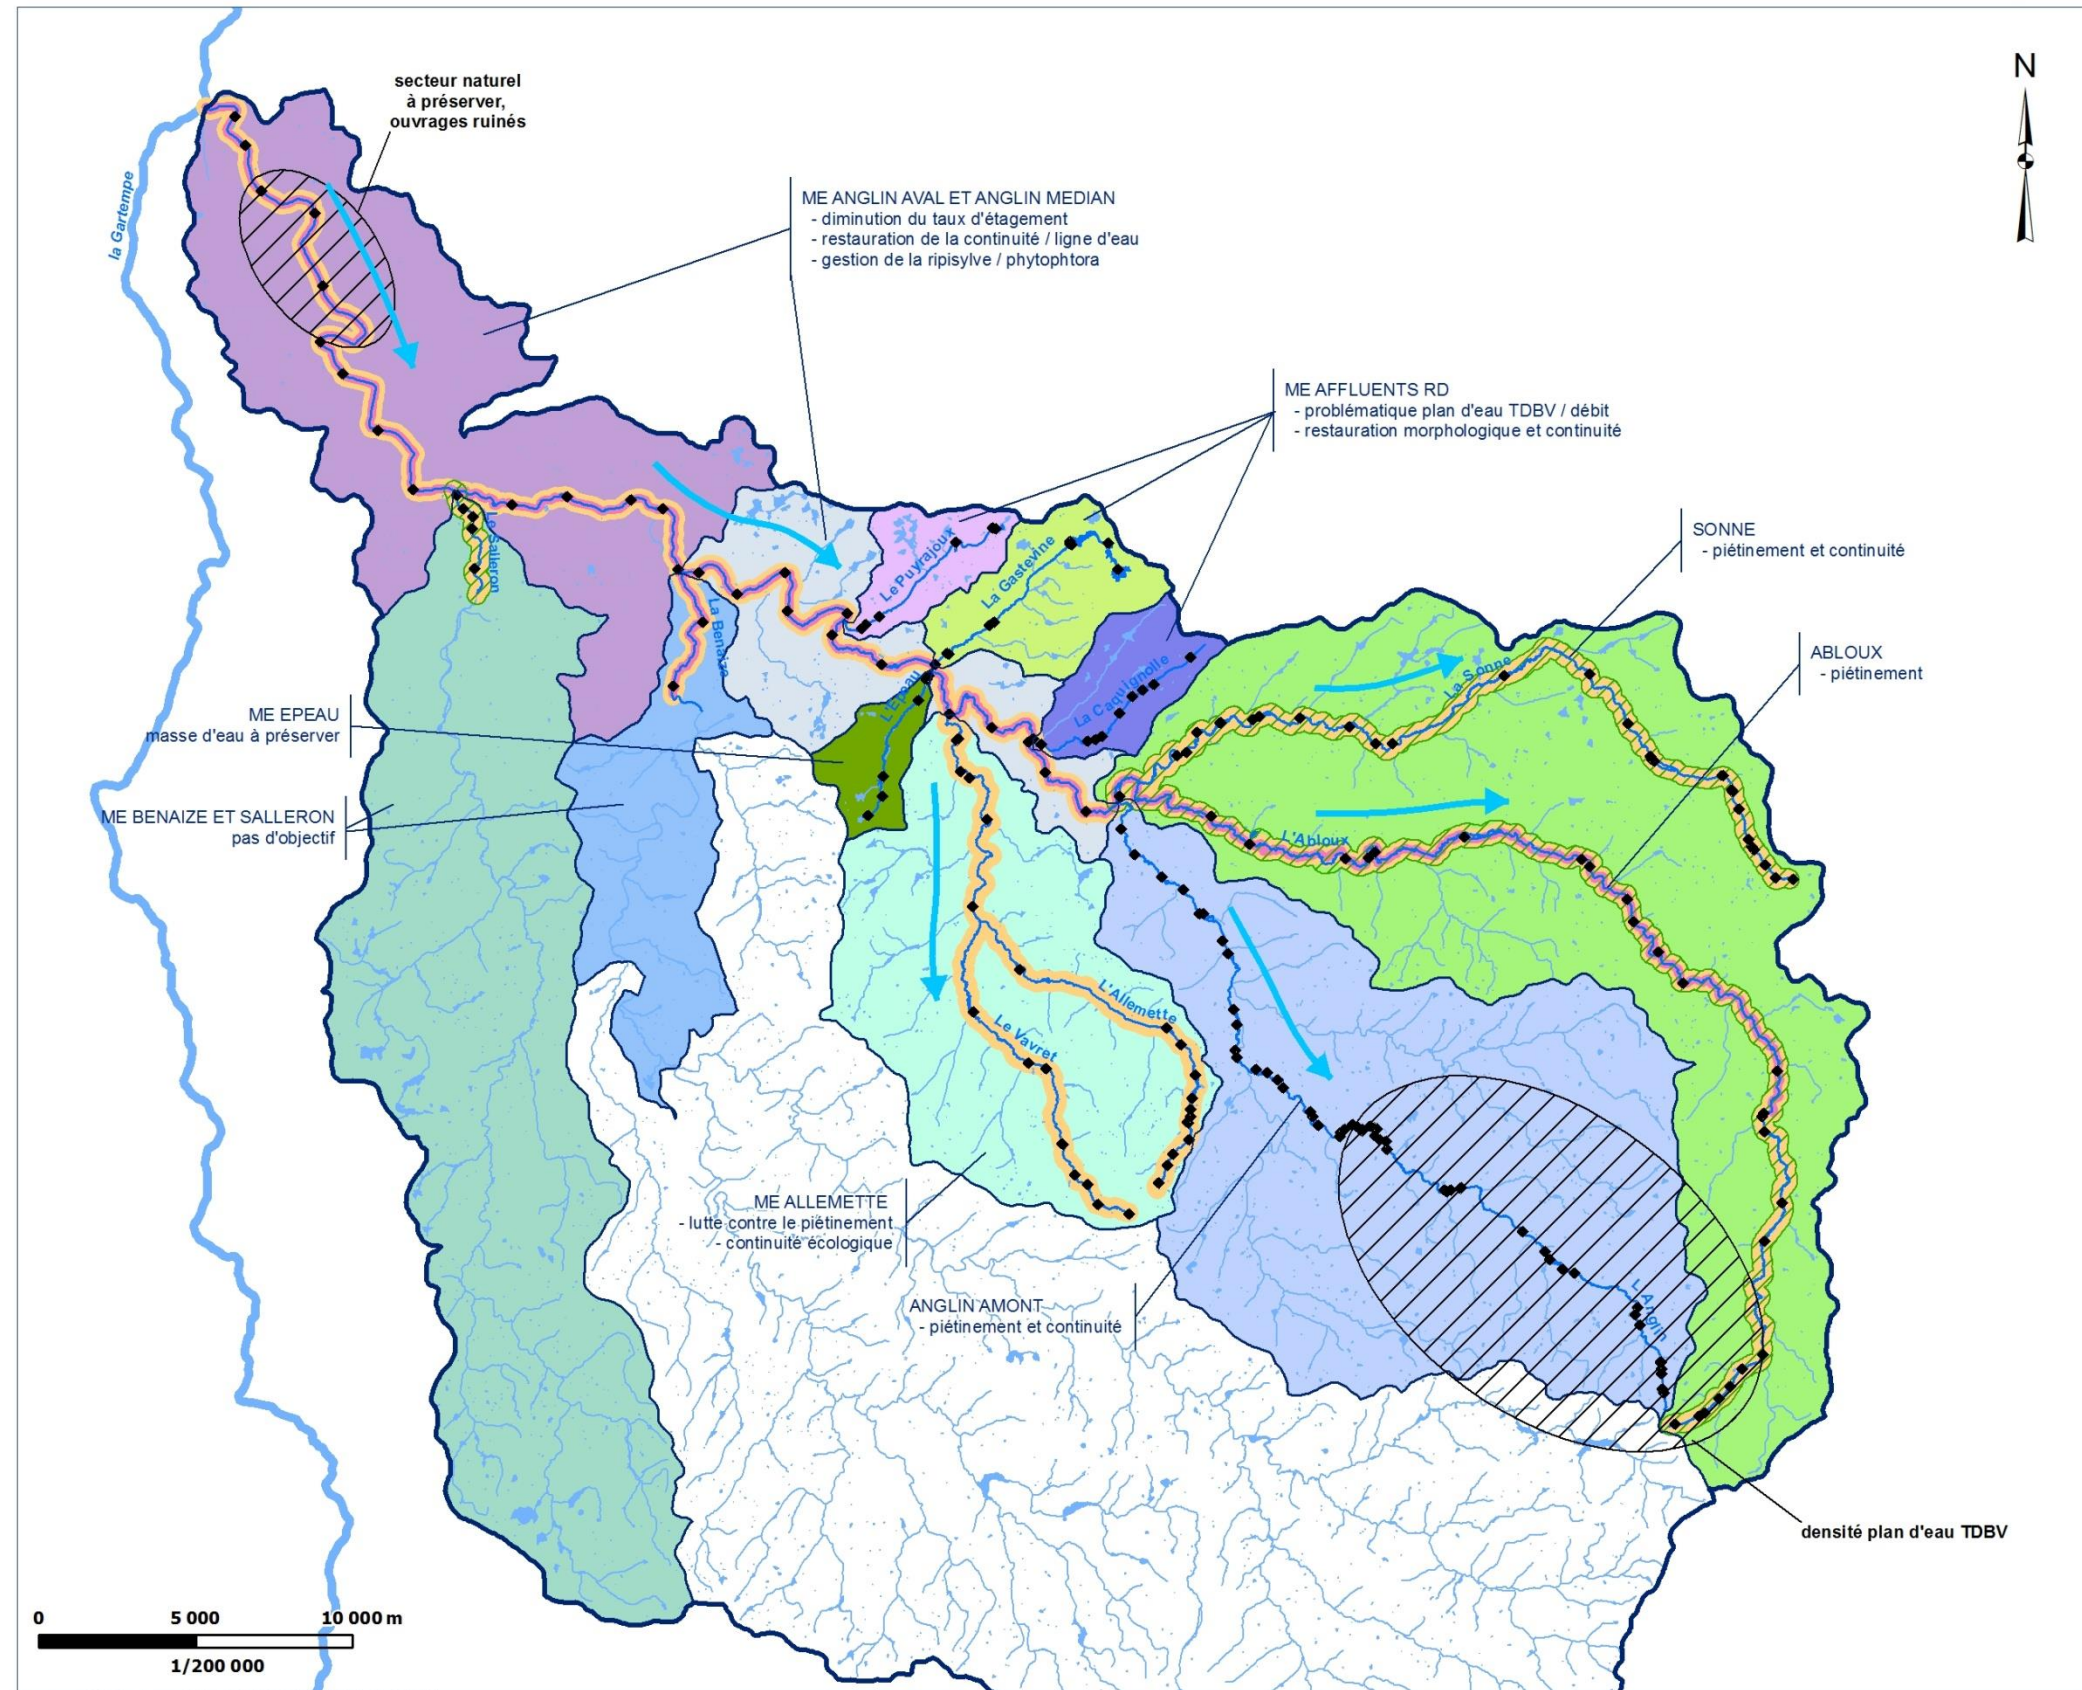 N
secteur naturel
à préserver,
ouvrages ruinés
la Gartempe
ME ANGLIN AVAL ET ANGLIN MEDIAN
- diminution du taux d'étagement
- restauration de la continuité / ligne d'eau
- gestion de la ripisylve / phytophtora
ME AFFLUENTS RD
- problématique plan d'eau TDBV / débit
- restauration morphologique et continuité
SONNE
- piétinement et continuité
ABLOUX
- piétinement
Le Salleron
La Benaize
Le Puyrajoux
La Gastevine
La Caquignolle
L'Epeau
La Sonne
L'Abloux
ME EPEAU
masse d'eau à préserver
ME BENAIZE ET SALLERON
pas d'objectif
L'Allemette
Le Vavret
ME ALLEMETTE
- lutte contre le piétinement
- continuité écologique
ANGLIN AMONT
- piétinement et continuité
L'Anglin
densité plan d'eau TDBV
0 5 000 10 000 m
1/200 000